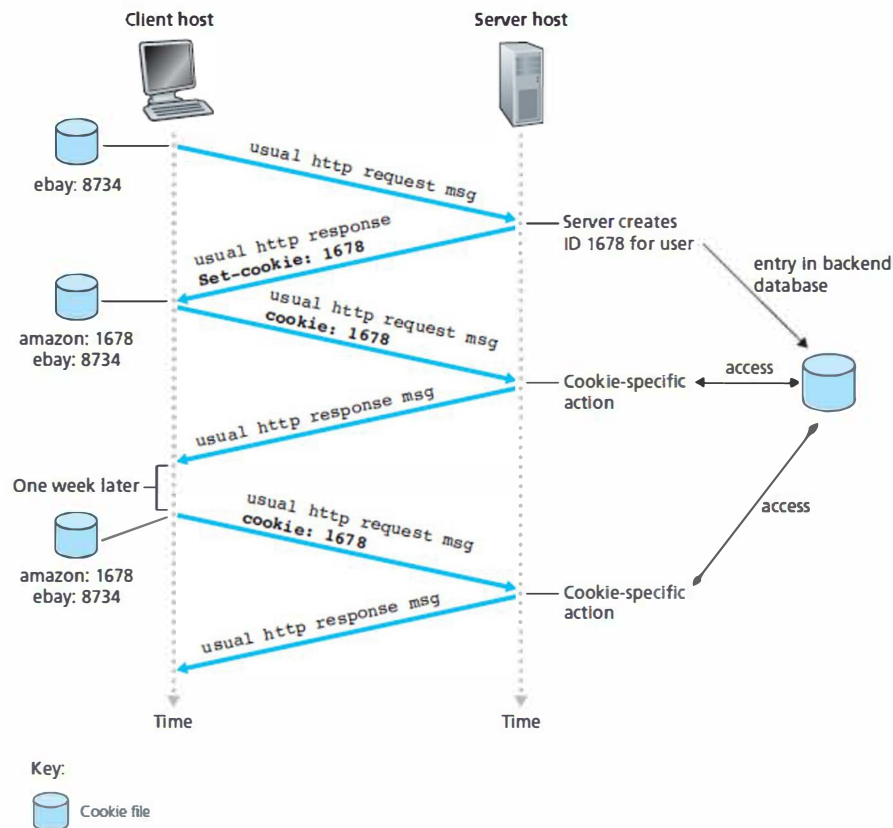 Client host
Server host
usual http request msg
ebay: 8734
Server creates
ID 1678 for user
usual http response
Set-cookie: 1678
entry in backend
database
amazon: 1678
ebay: 8734
usual http request msg
cookie: 1678
Cookie-specific
action
access
usual http response msg
One week later
usual http request msg
cookie: 1678
access
amazon: 1678
ebay: 8734
Cookie-specific
action
usual http response msg
Time
Time
Key:
Cookie file